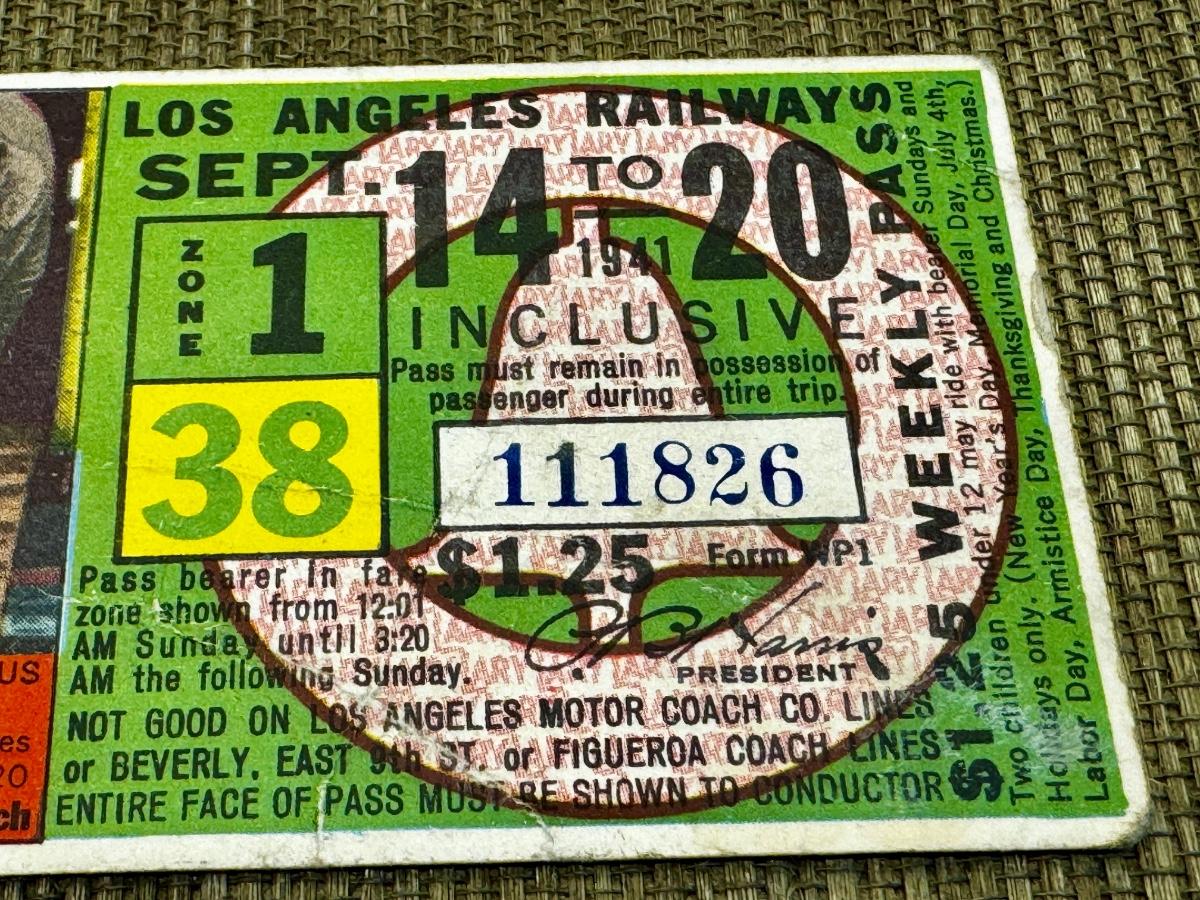 LOS ANGELES RAILWAY
SEPT. 14 TO 20
1941
INCLUSIVE
ZONE 1
38
Pass must remain in possession of
passenger during entire trip.
111826
$1.25 Form WP1
PRESIDENT
Pass bearer in fare
zone shown from 12:01
AM Sunday until 3:20
AM the following Sunday.
NOT GOOD ON LOS ANGELES MOTOR COACH CO. LINES
or BEVERLY, EAST 9th ST. or FIGUEROA COACH LINES
ENTIRE FACE OF PASS MUST BE SHOWN TO CONDUCTOR
$1.25 WEEKLY PASS
Two children under 12 may ride with bearer Sundays and
Holidays only. (New Year's Day, Memorial Day, July 4th,
Labor Day, Armistice Day, Thanksgiving and Christmas.)
US
es
20
ch